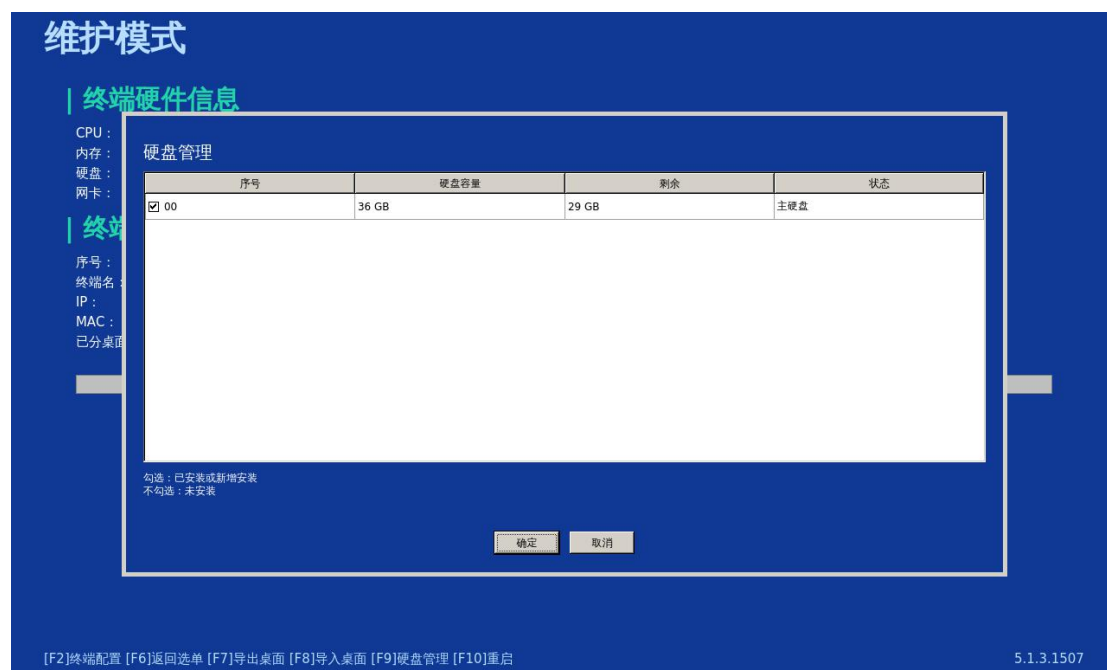 维护模式
| 终端硬件信息
CPU：
内存：
硬盘：
网卡：
| 终端
序号：
终端名：
IP：
MAC：
已分桌面
硬盘管理
序号 硬盘容量 剩余 状态
00 36 GB 29 GB 主硬盘
勾选：已安装或新增安装
不勾选：未安装
确定 取消
[F2]终端配置 [F6]返回选单 [F7]导出桌面 [F8]导入桌面 [F9]硬盘管理 [F10]重启 5.1.3.1507